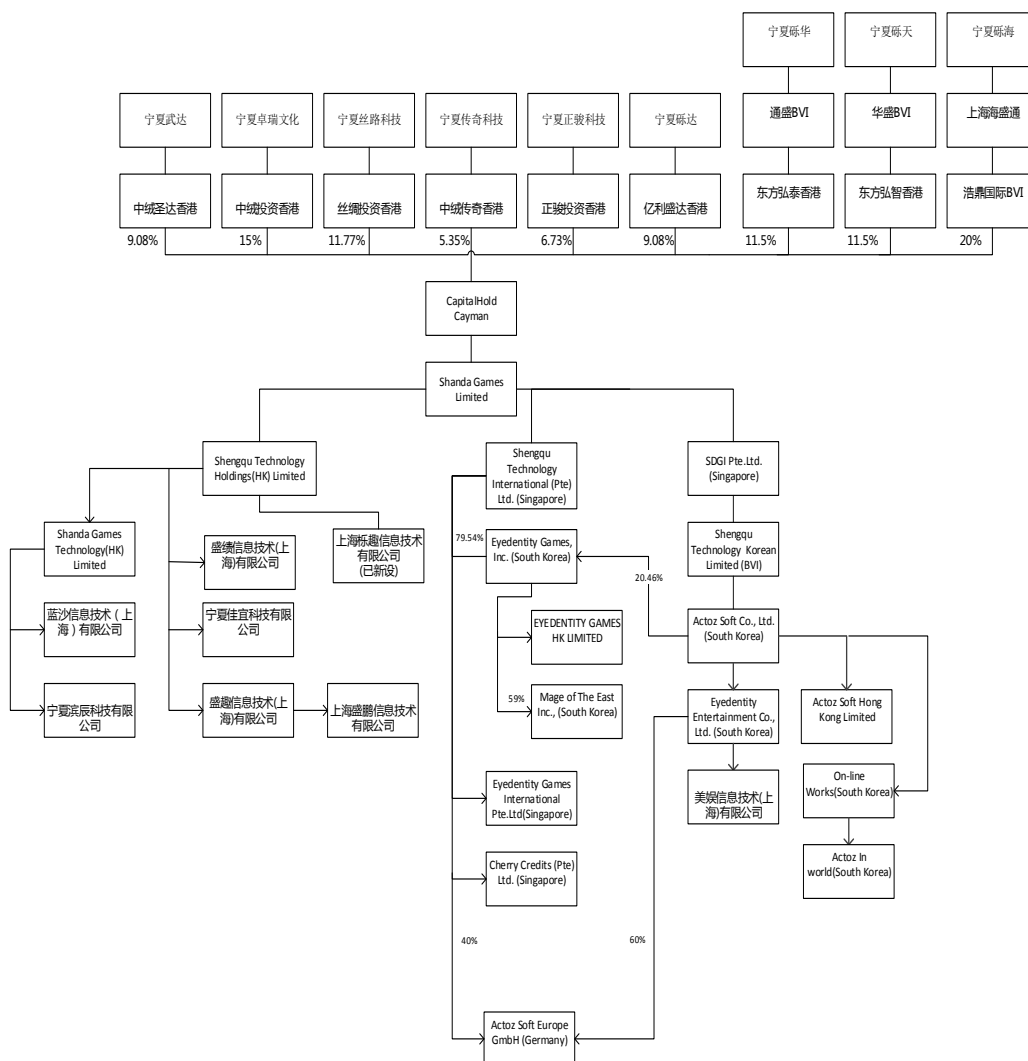 宁夏砾华
宁夏砾天
宁夏砾海
宁夏武达
宁夏卓瑞文化
宁夏丝路科技
宁夏传奇科技
宁夏正骏科技
宁夏砾达
通盛BVI
华盛BVI
上海海盛通
中绒圣达香港
中绒投资香港
丝绸投资香港
中绒传奇香港
正骏投资香港
亿利盛达香港
东方弘泰香港
东方弘智香港
浩鼎国际BVI
9.08%
15%
11.77%
5.35%
6.73%
9.08%
11.5%
11.5%
20%
CapitalHold
Cayman
Shanda Games
Limited
Shengqu Technology
Holdings(HK) Limited
Shengqu
Technology
International (Pte)
Ltd. (Singapore)
SDGI Pte.Ltd.
(Singapore)
Shanda Games
Technology(HK)
Limited
盛绩信息技术(上
海)有限公司
上海栎趣信息技术
有限公司
(已新设)
79.54%
Eyedentity Games,
Inc. (South Korea)
20.46%
Shengqu
Technology Korean
Limited (BVI)
蓝沙信息技术（上
海）有限公司
宁夏佳宜科技有限公
司
EYEDENTITY GAMES
HK LIMITED
Actoz Soft Co., Ltd.
(South Korea)
宁夏滨辰科技有限公
司
盛趣信息技术(上
海)有限公司
上海盛鹏信息技术
有限公司
59%
Mage of The East
Inc., (South Korea)
Eyedentity
Entertainment Co.,
Ltd. (South Korea)
Actoz Soft Hong
Kong Limited
Eyedentity Games
International
Pte.Ltd(Singapore)
美娱信息技术(上
海)有限公司
On-line
Works(South Korea)
Cherry Credits (Pte)
Ltd. (Singapore)
Actoz In
world(South Korea)
40%
60%
Actoz Soft Europe
GmbH (Germany)